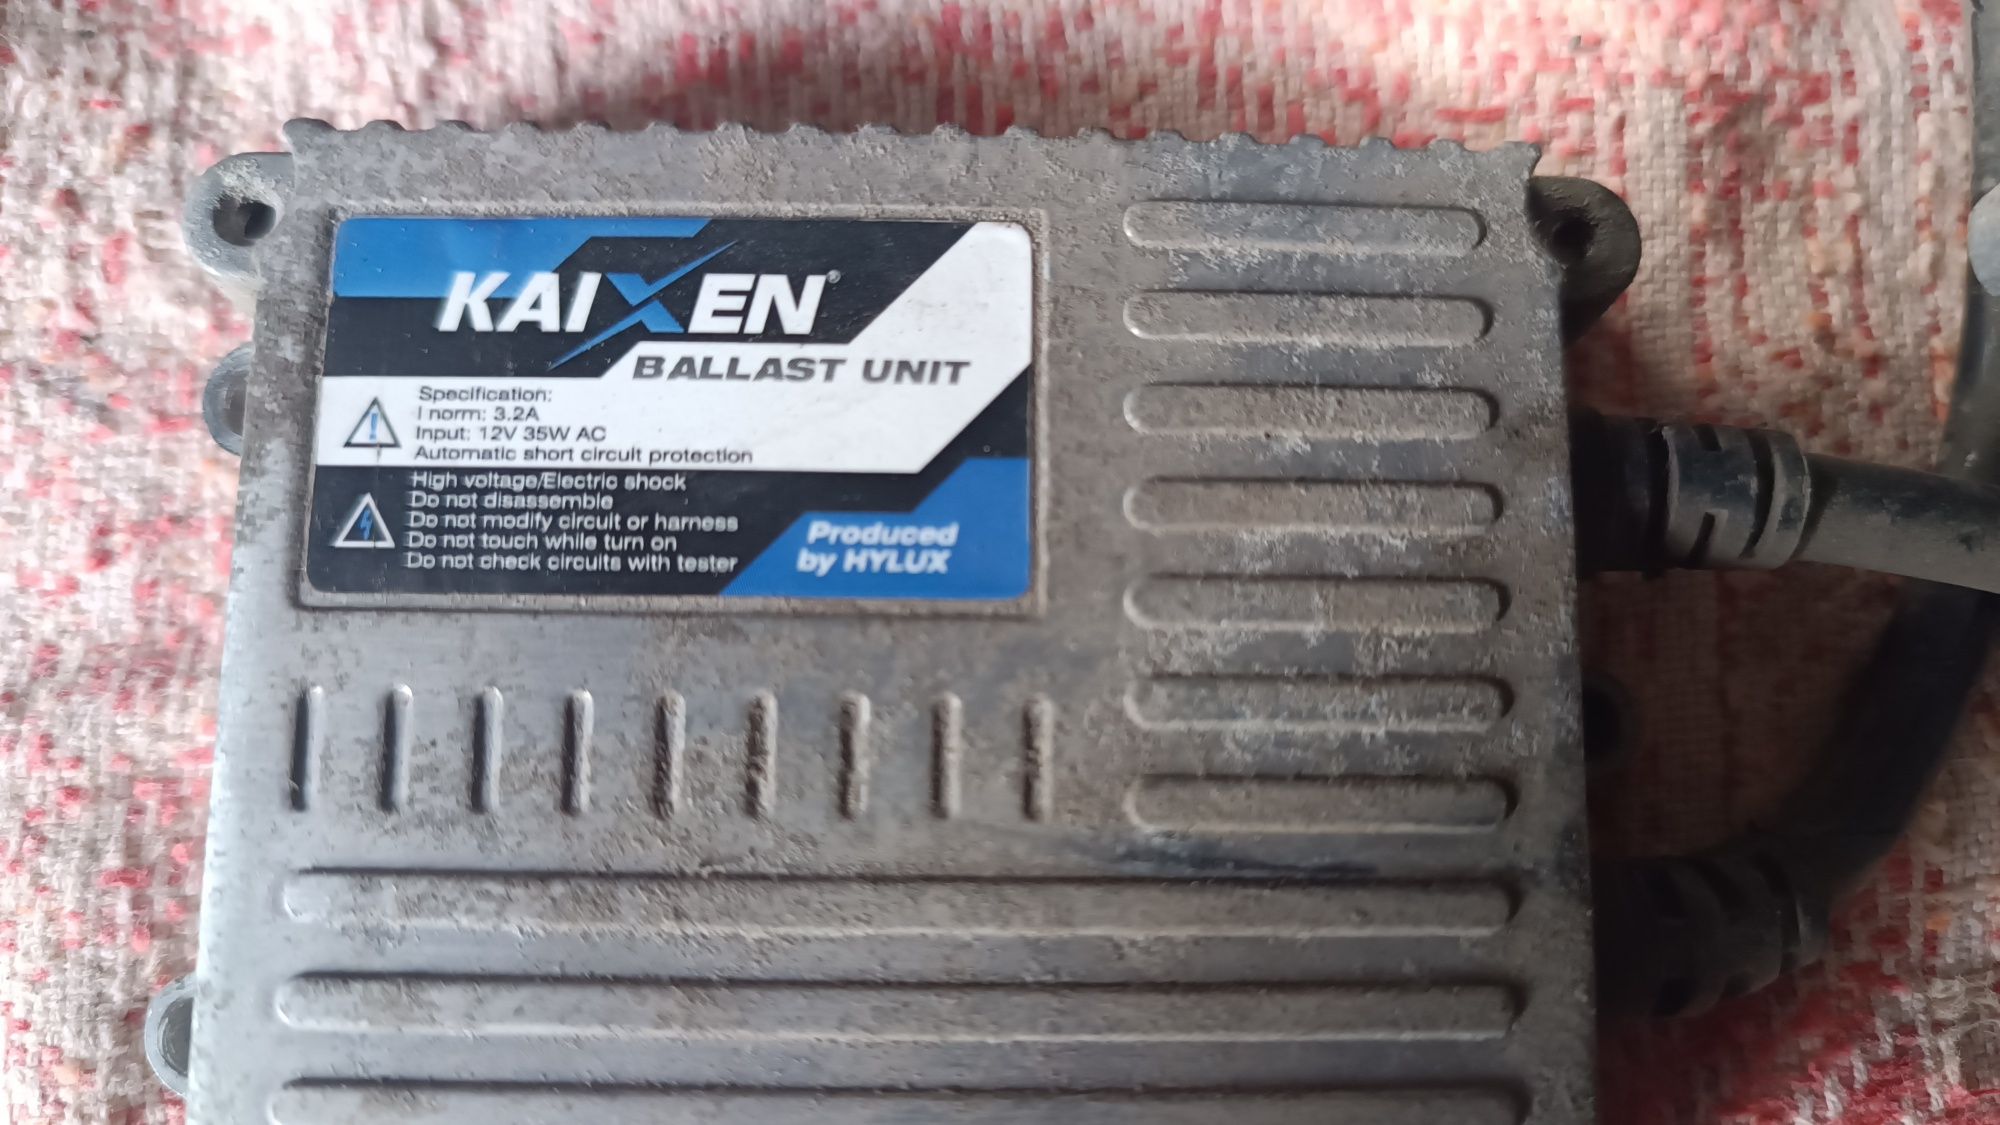 KAIXEN®
BALLAST UNIT
Specification:
I norm: 3.2A
Input: 12V 35W AC
Automatic short circuit protection
High voltage/Electric shock
Do not disassemble
Do not modify circuit or harness
Do not touch while turn on
Do not check circuits with tester
Produced
by HYLUX